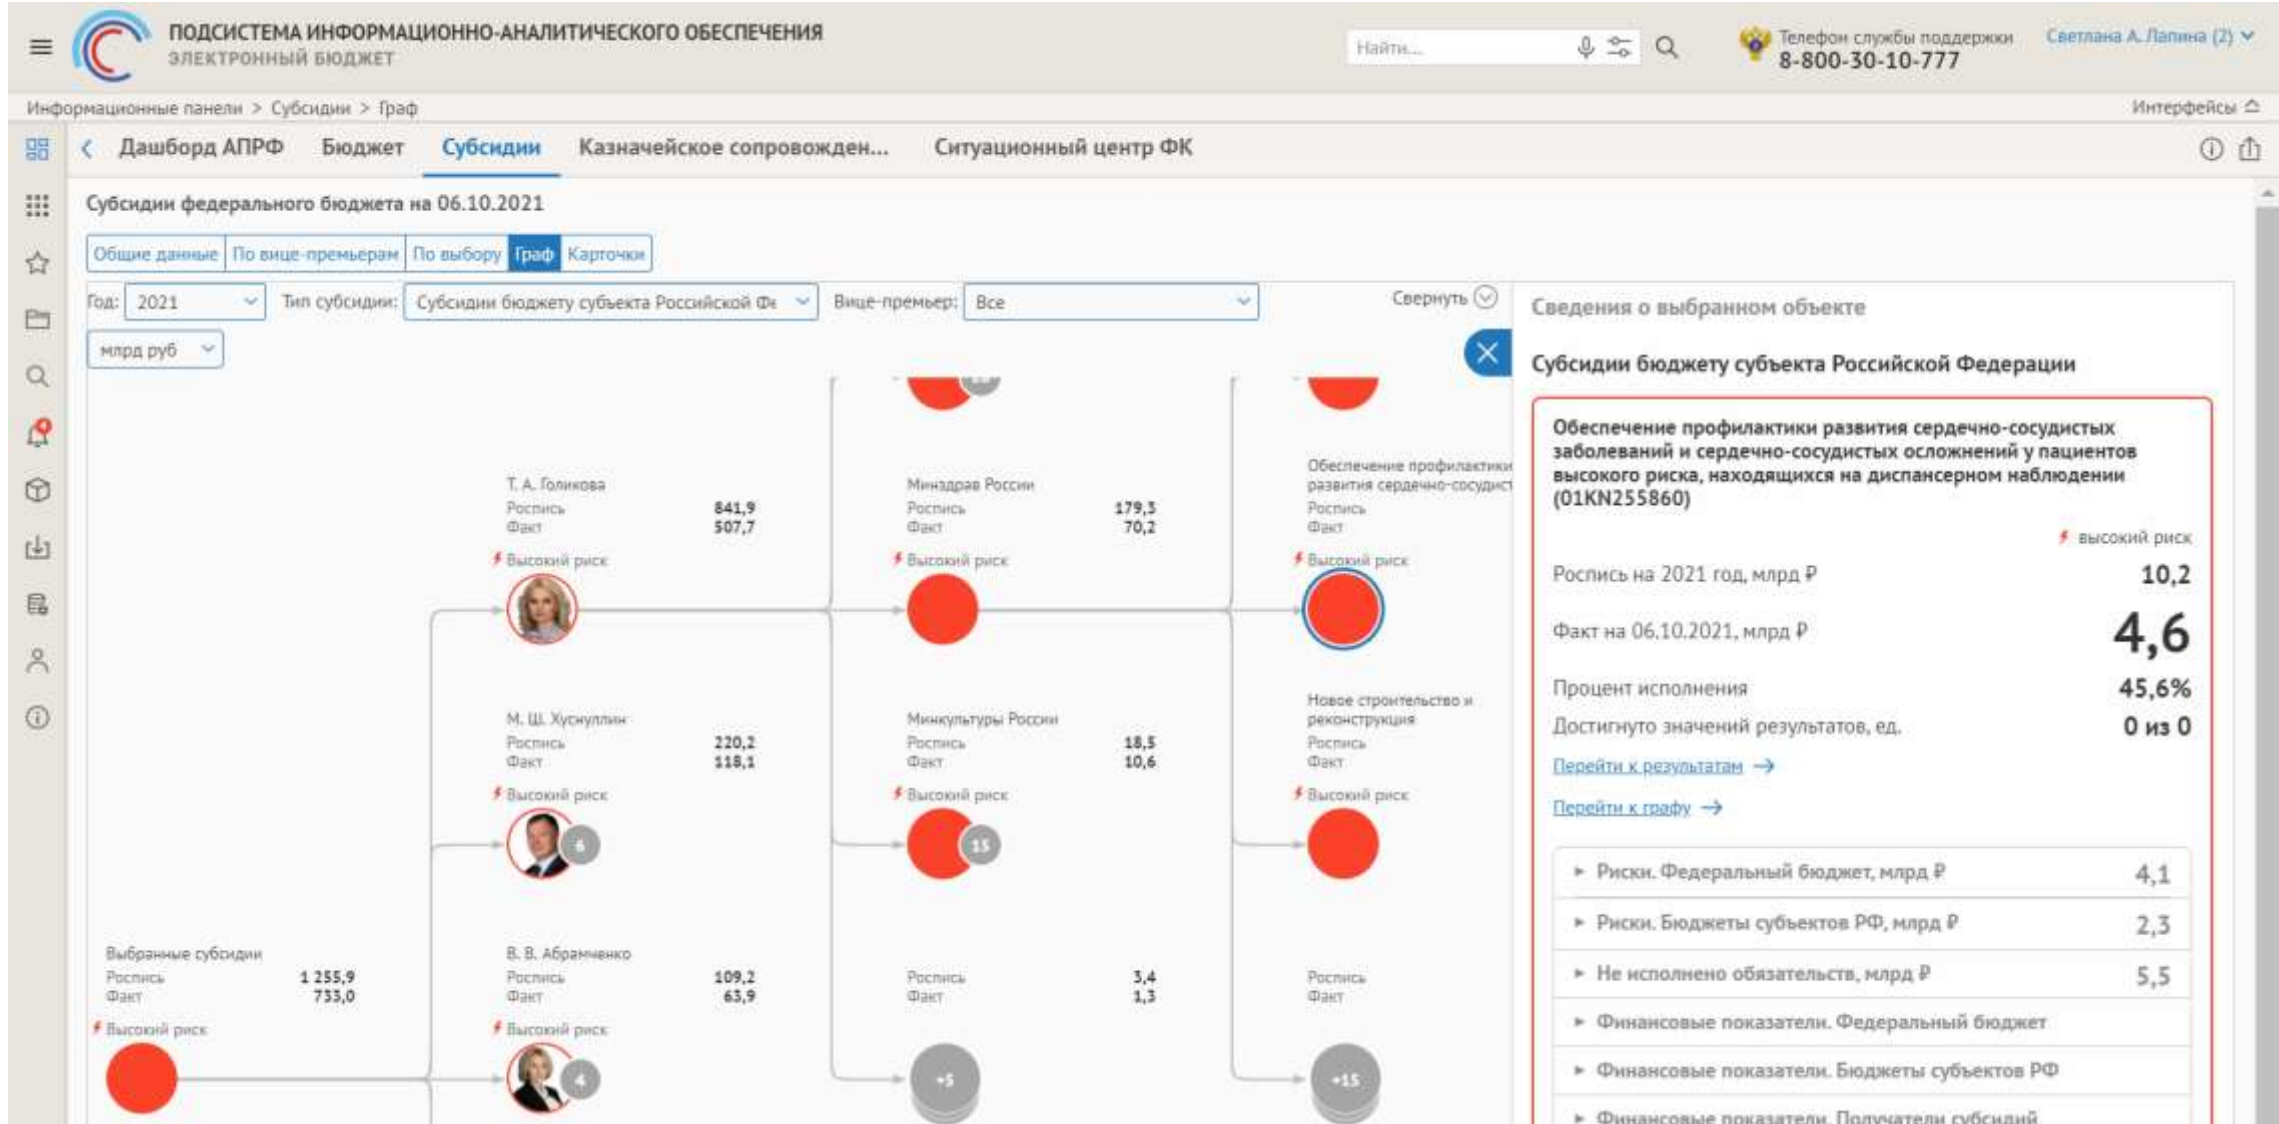 ПОДСИСТЕМА ИНФОРМАЦИОННО-АНАЛИТИЧЕСКОГО ОБЕСПЕЧЕНИЯ
ЭЛЕКТРОННЫЙ БЮДЖЕТ
Найти...
Телефон службы поддержки
8-800-30-10-777
Светлана А. Лапина (2)
Информационные панели > Субсидии > Граф
Интерфейсы
Дашборд АПРФ Бюджет Субсидии Казначейское сопровожден... Ситуационный центр ФК
Субсидии федерального бюджета на 06.10.2021
Общие данные По вице-премьерам По выбору Граф Карточки
Год: 2021 Тип субсидии: Субсидии бюджету субъекта Российской Фе Вице-премьер: Все Свернуть
млрд руб
4
Т. А. Голикова
Роспись 841,9
Факт 507,7
Высокий риск
Минздрав России
Роспись 179,3
Факт 70,2
Высокий риск
Обеспечение профилактики
развития сердечно-сосудист
Роспись
Факт
Высокий риск
М. Ш. Хуснуллин
Роспись 220,2
Факт 118,1
Высокий риск
6
Минкультуры России
Роспись 18,5
Факт 10,6
Высокий риск
15
Новое строительство и
реконструкция
Роспись
Факт
Высокий риск
Выбранные субсидии
Роспись 1 255,9
Факт 733,0
Высокий риск
В. В. Абрамченко
Роспись 109,2
Факт 63,9
Высокий риск
4
Роспись 3,4
Факт 1,3
+5
Роспись
Факт
+15
Сведения о выбранном объекте
Субсидии бюджету субъекта Российской Федерации
Обеспечение профилактики развития сердечно-сосудистых
заболеваний и сердечно-сосудистых осложнений у пациентов
высокого риска, находящихся на диспансерном наблюдении
(01KN255860)
высокий риск
Роспись на 2021 год, млрд ₽ 10,2
Факт на 06.10.2021, млрд ₽ 4,6
Процент исполнения 45,6%
Достигнуто значений результатов, ед. 0 из 0
Перейти к результатам →
Перейти к графу →
Риски. Федеральный бюджет, млрд ₽ 4,1
Риски. Бюджеты субъектов РФ, млрд ₽ 2,3
Не исполнено обязательств, млрд ₽ 5,5
Финансовые показатели. Федеральный бюджет
Финансовые показатели. Бюджеты субъектов РФ
Финансовые показатели. Получатели субсидий